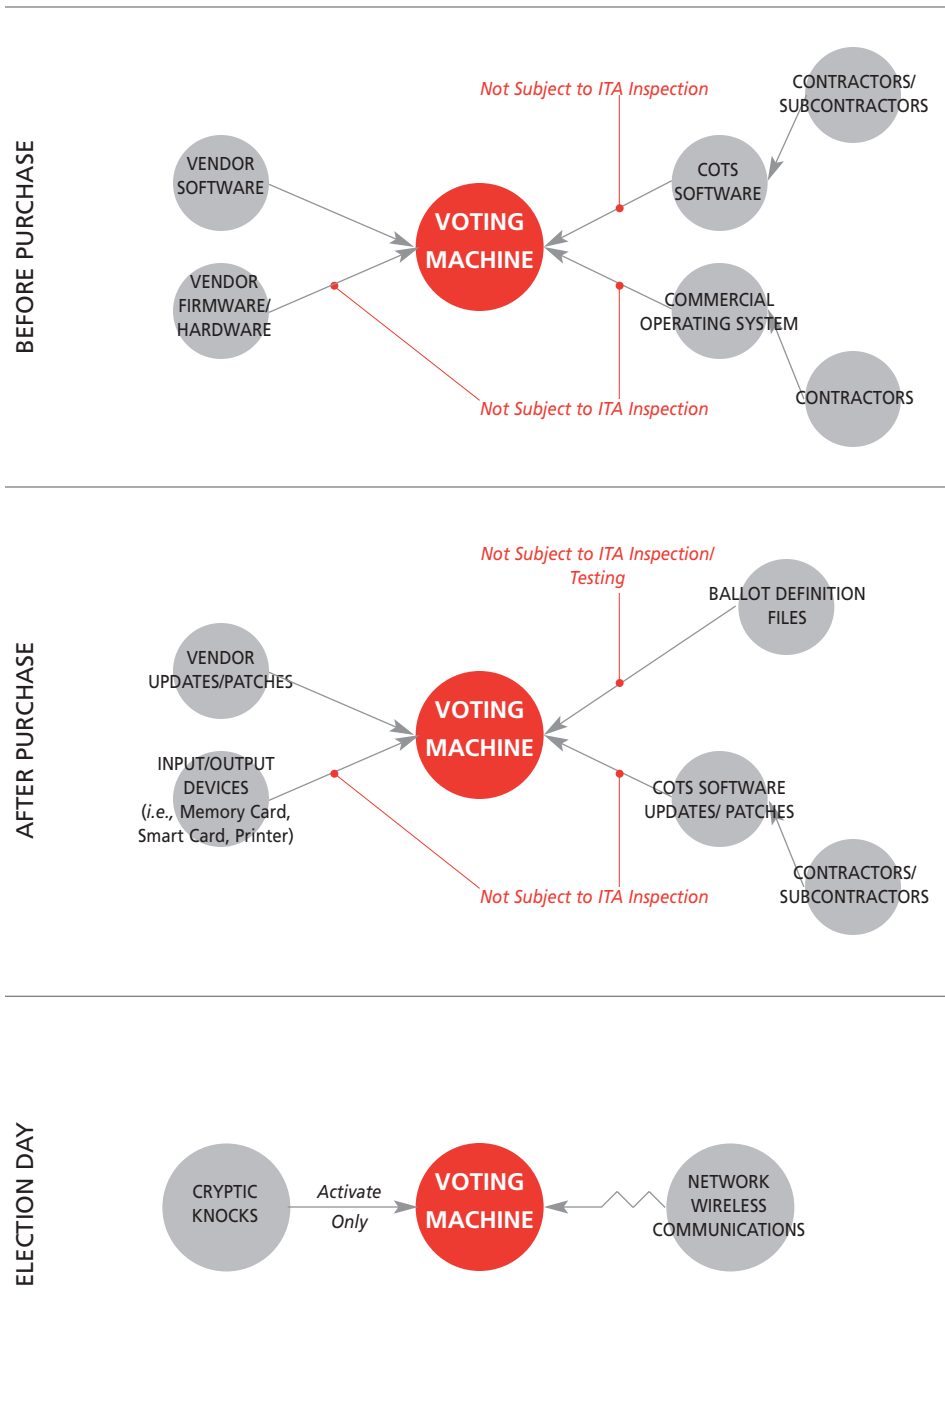 BEFORE PURCHASE
Not Subject to ITA Inspection
CONTRACTORS/
SUBCONTRACTORS
VENDOR
SOFTWARE
COTS
SOFTWARE
VOTING
MACHINE
VENDOR
FIRMWARE/
HARDWARE
COMMERCIAL
OPERATING SYSTEM
CONTRACTORS
Not Subject to ITA Inspection
AFTER PURCHASE
Not Subject to ITA Inspection/
Testing
BALLOT DEFINITION
FILES
VENDOR
UPDATES/PATCHES
VOTING
MACHINE
INPUT/OUTPUT
DEVICES
(i.e., Memory Card,
Smart Card, Printer)
COTS SOFTWARE
UPDATES/ PATCHES
CONTRACTORS/
SUBCONTRACTORS
Not Subject to ITA Inspection
ELECTION DAY
CRYPTIC
KNOCKS
Activate
Only
VOTING
MACHINE
NETWORK
WIRELESS
COMMUNICATIONS